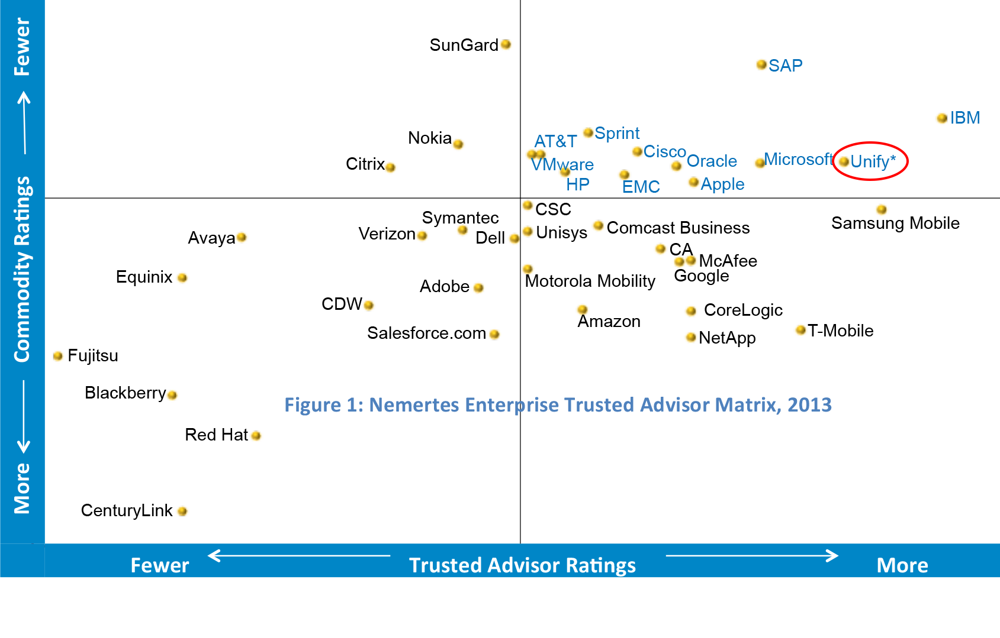 Fewer
Commodity Ratings
More
SunGard
SAP
IBM
Nokia
Sprint
AT&T
Cisco
Citrix
VMware
Oracle
Microsoft
Unify*
HP
EMC
Apple
CSC
Symantec
Samsung Mobile
Avaya
Verizon
Dell
Unisys
Comcast Business
CA
McAfee
Equinix
Google
Adobe
Motorola Mobility
CDW
CoreLogic
Amazon
Salesforce.com
T-Mobile
NetApp
Fujitsu
Blackberry
Figure 1: Nemertes Enterprise Trusted Advisor Matrix, 2013
Red Hat
CenturyLink
Fewer
Trusted Advisor Ratings
More